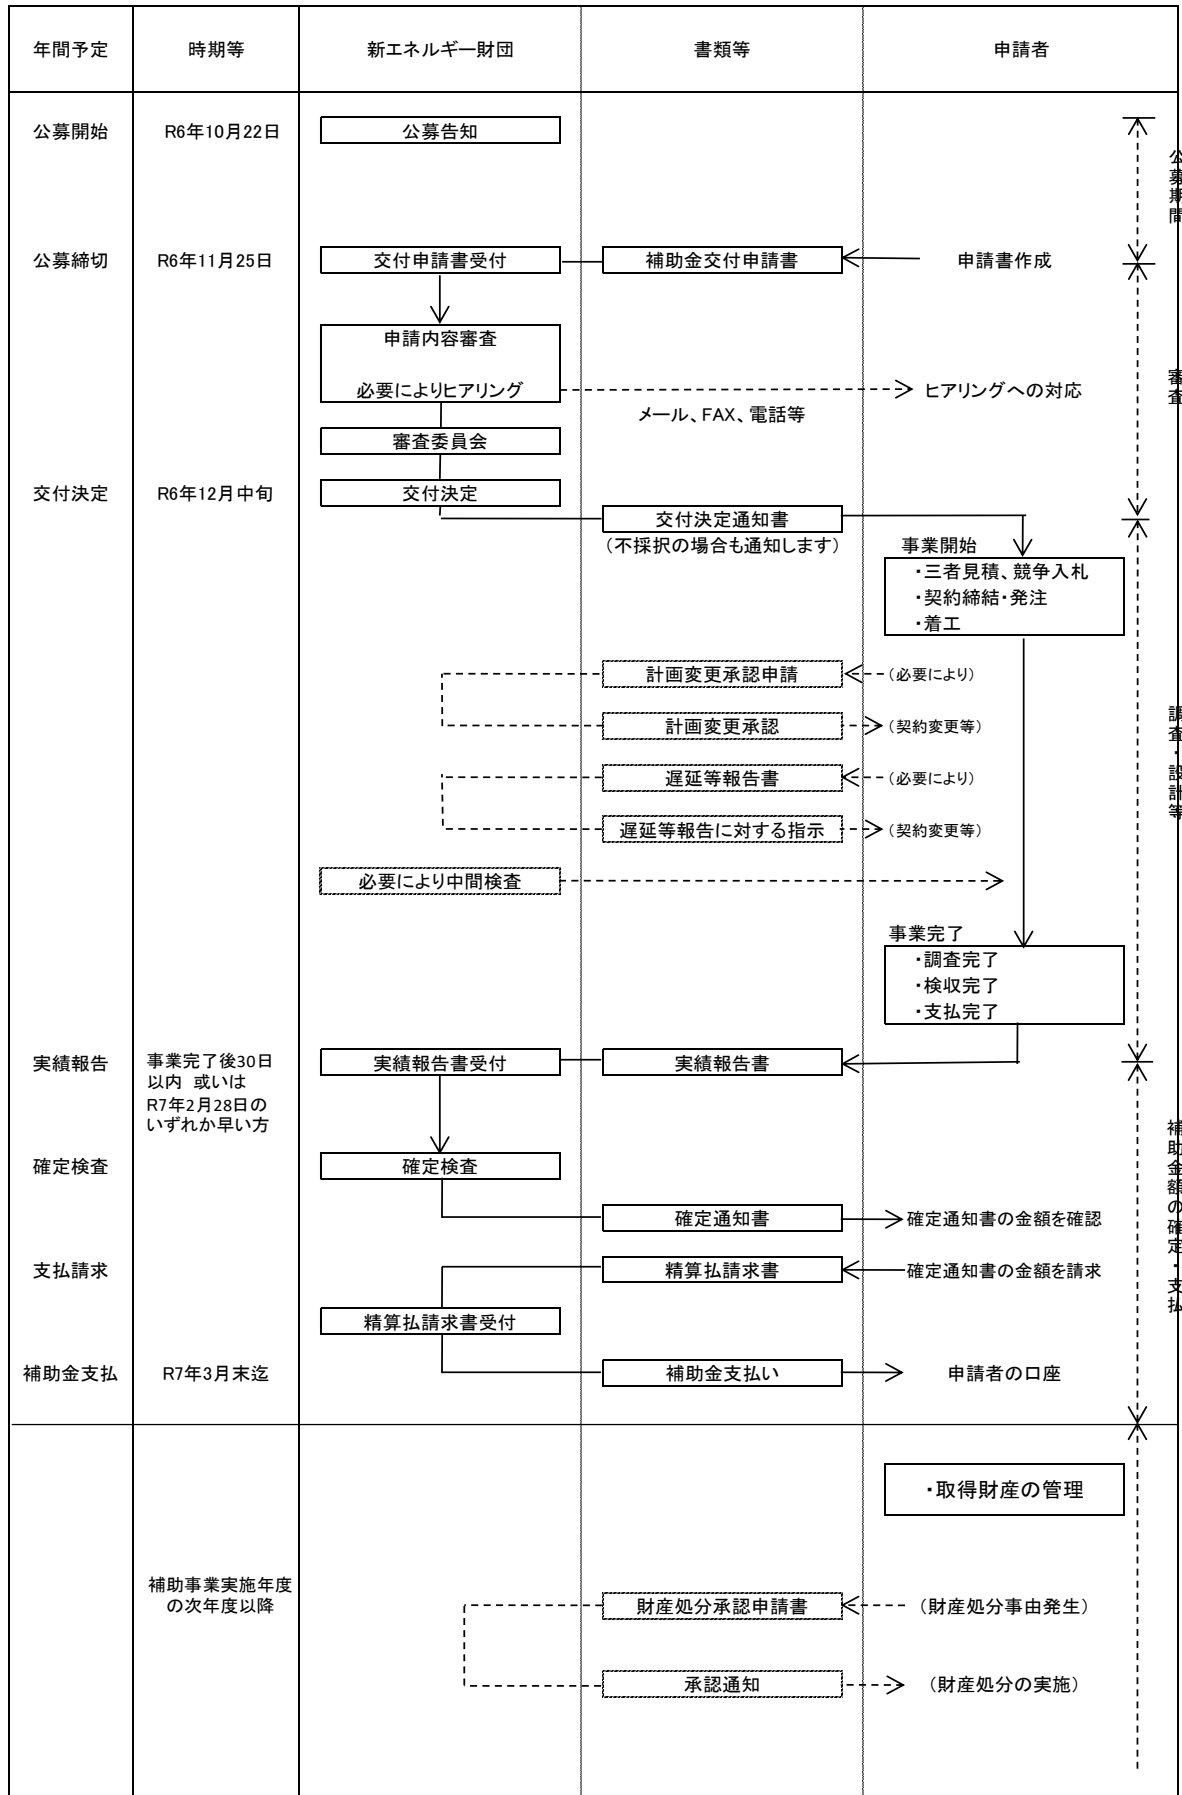 年間予定
時期等
新エネルギー財団
書類等
申請者
公募開始
R6年10月22日
公募告知
公募期間
公募締切
R6年11月25日
交付申請書受付
補助金交付申請書
申請書作成
申請内容審査
必要によりヒアリング
ヒアリングへの対応
審査
メール、FAX、電話等
審査委員会
交付決定
R6年12月中旬
交付決定
交付決定通知書
（不採択の場合も通知します）
事業開始
・三者見積、競争入札
・契約締結・発注
・着工
計画変更承認申請
（必要により）
計画変更承認
（契約変更等）
調査・設計等
遅延等報告書
（必要により）
遅延等報告に対する指示
（契約変更等）
必要により中間検査
事業完了
・調査完了
・検収完了
・支払完了
実績報告
事業完了後30日
以内 或いは
R7年2月28日の
いずれか早い方
実績報告書受付
実績報告書
補助金額の確定・支払
確定検査
確定検査
確定通知書
確定通知書の金額を確認
支払請求
精算払請求書
確定通知書の金額を請求
精算払請求書受付
補助金支払
R7年3月末迄
補助金支払い
申請者の口座
・取得財産の管理
補助事業実施年度
の次年度以降
財産処分承認申請書
（財産処分事由発生）
承認通知
（財産処分の実施）